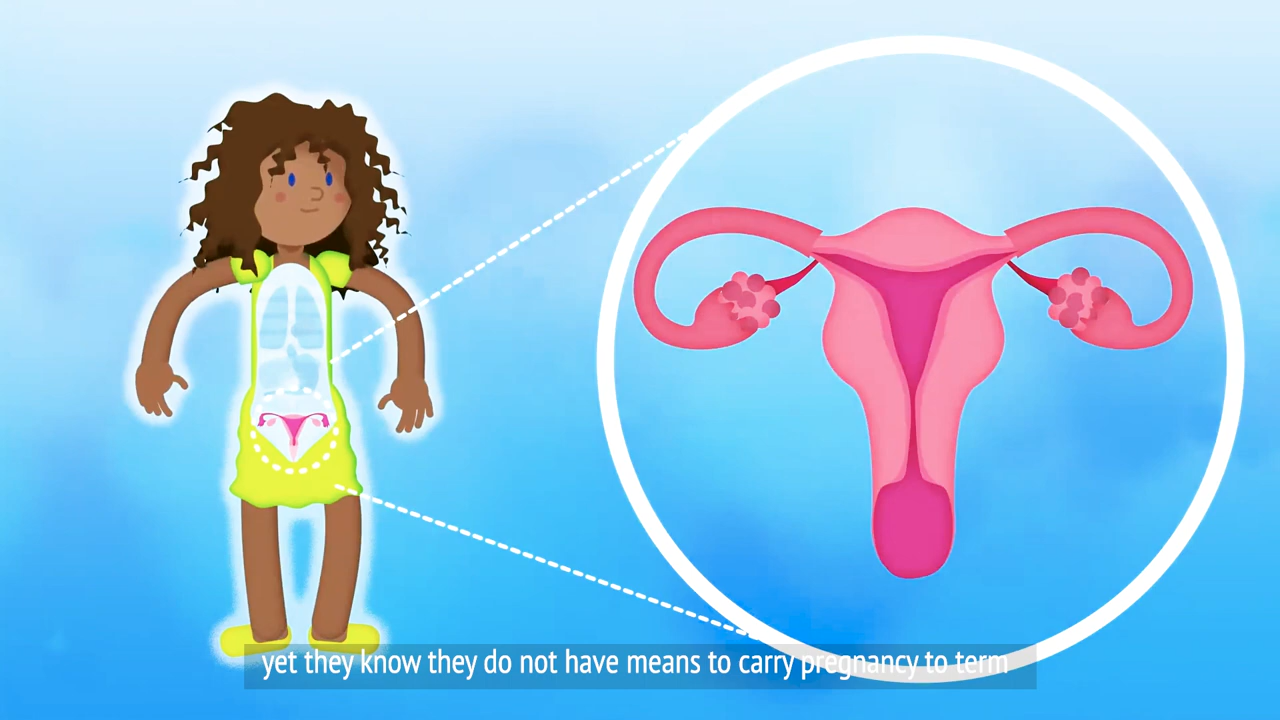 yet they know they do not have means to carry pregnancy to term